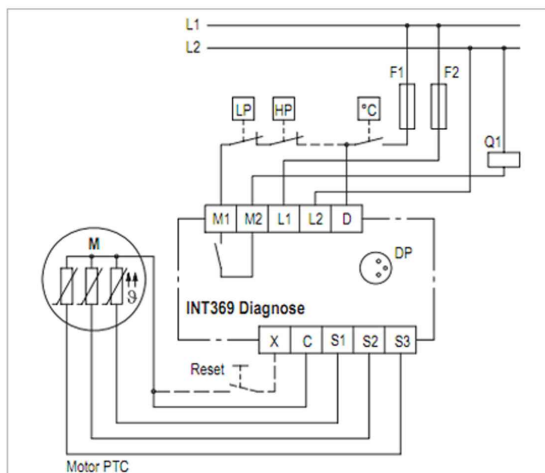 L1
L2
F1 F2
LP HP °C
Q1
M1 M2 L1 L2 D
M
DP
ϑ
INT369 Diagnose
X C S1 S2 S3
Reset
Motor PTC